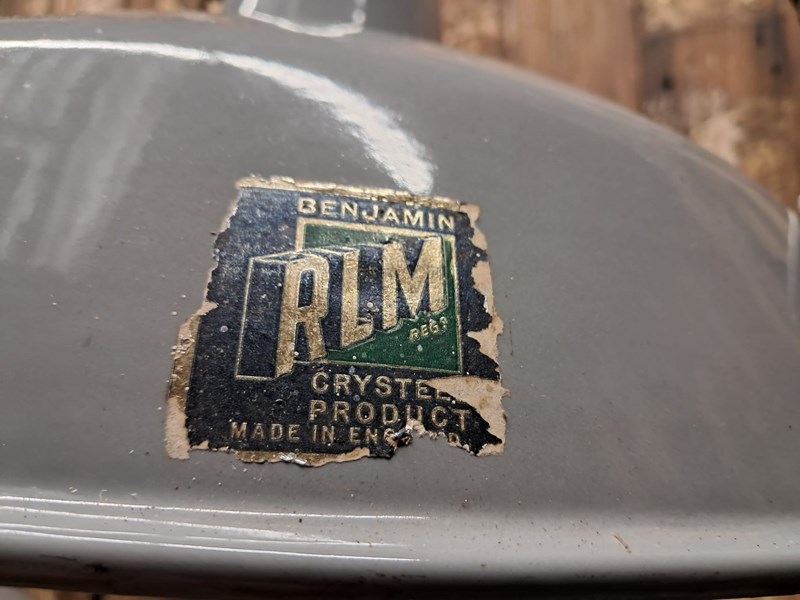 BENJAMIN
RLM
REGD
PRODUCT
MADE IN